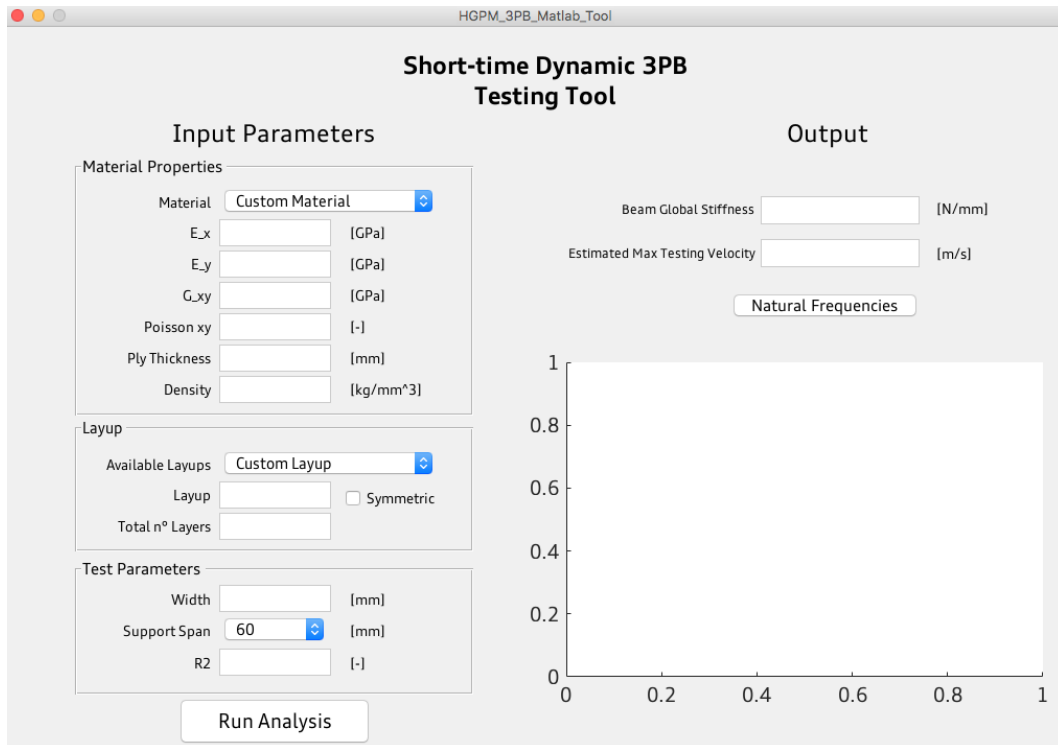 HGPM_3PB_Matlab_Tool
Short-time Dynamic 3PB
Testing Tool
Input Parameters
Material Properties
Material Custom Material
E_x [GPa]
E_y [GPa]
G_xy [GPa]
Poisson xy [-]
Ply Thickness [mm]
Density [kg/mm^3]
Layup
Available Layups Custom Layup
Layup Symmetric
Total nº Layers
Test Parameters
Width [mm]
Support Span 60 [mm]
R2 [-]
Run Analysis
Output
Beam Global Stiffness [N/mm]
Estimated Max Testing Velocity [m/s]
Natural Frequencies
1
0.8
0.6
0.4
0.2
0
0 0.2 0.4 0.6 0.8 1